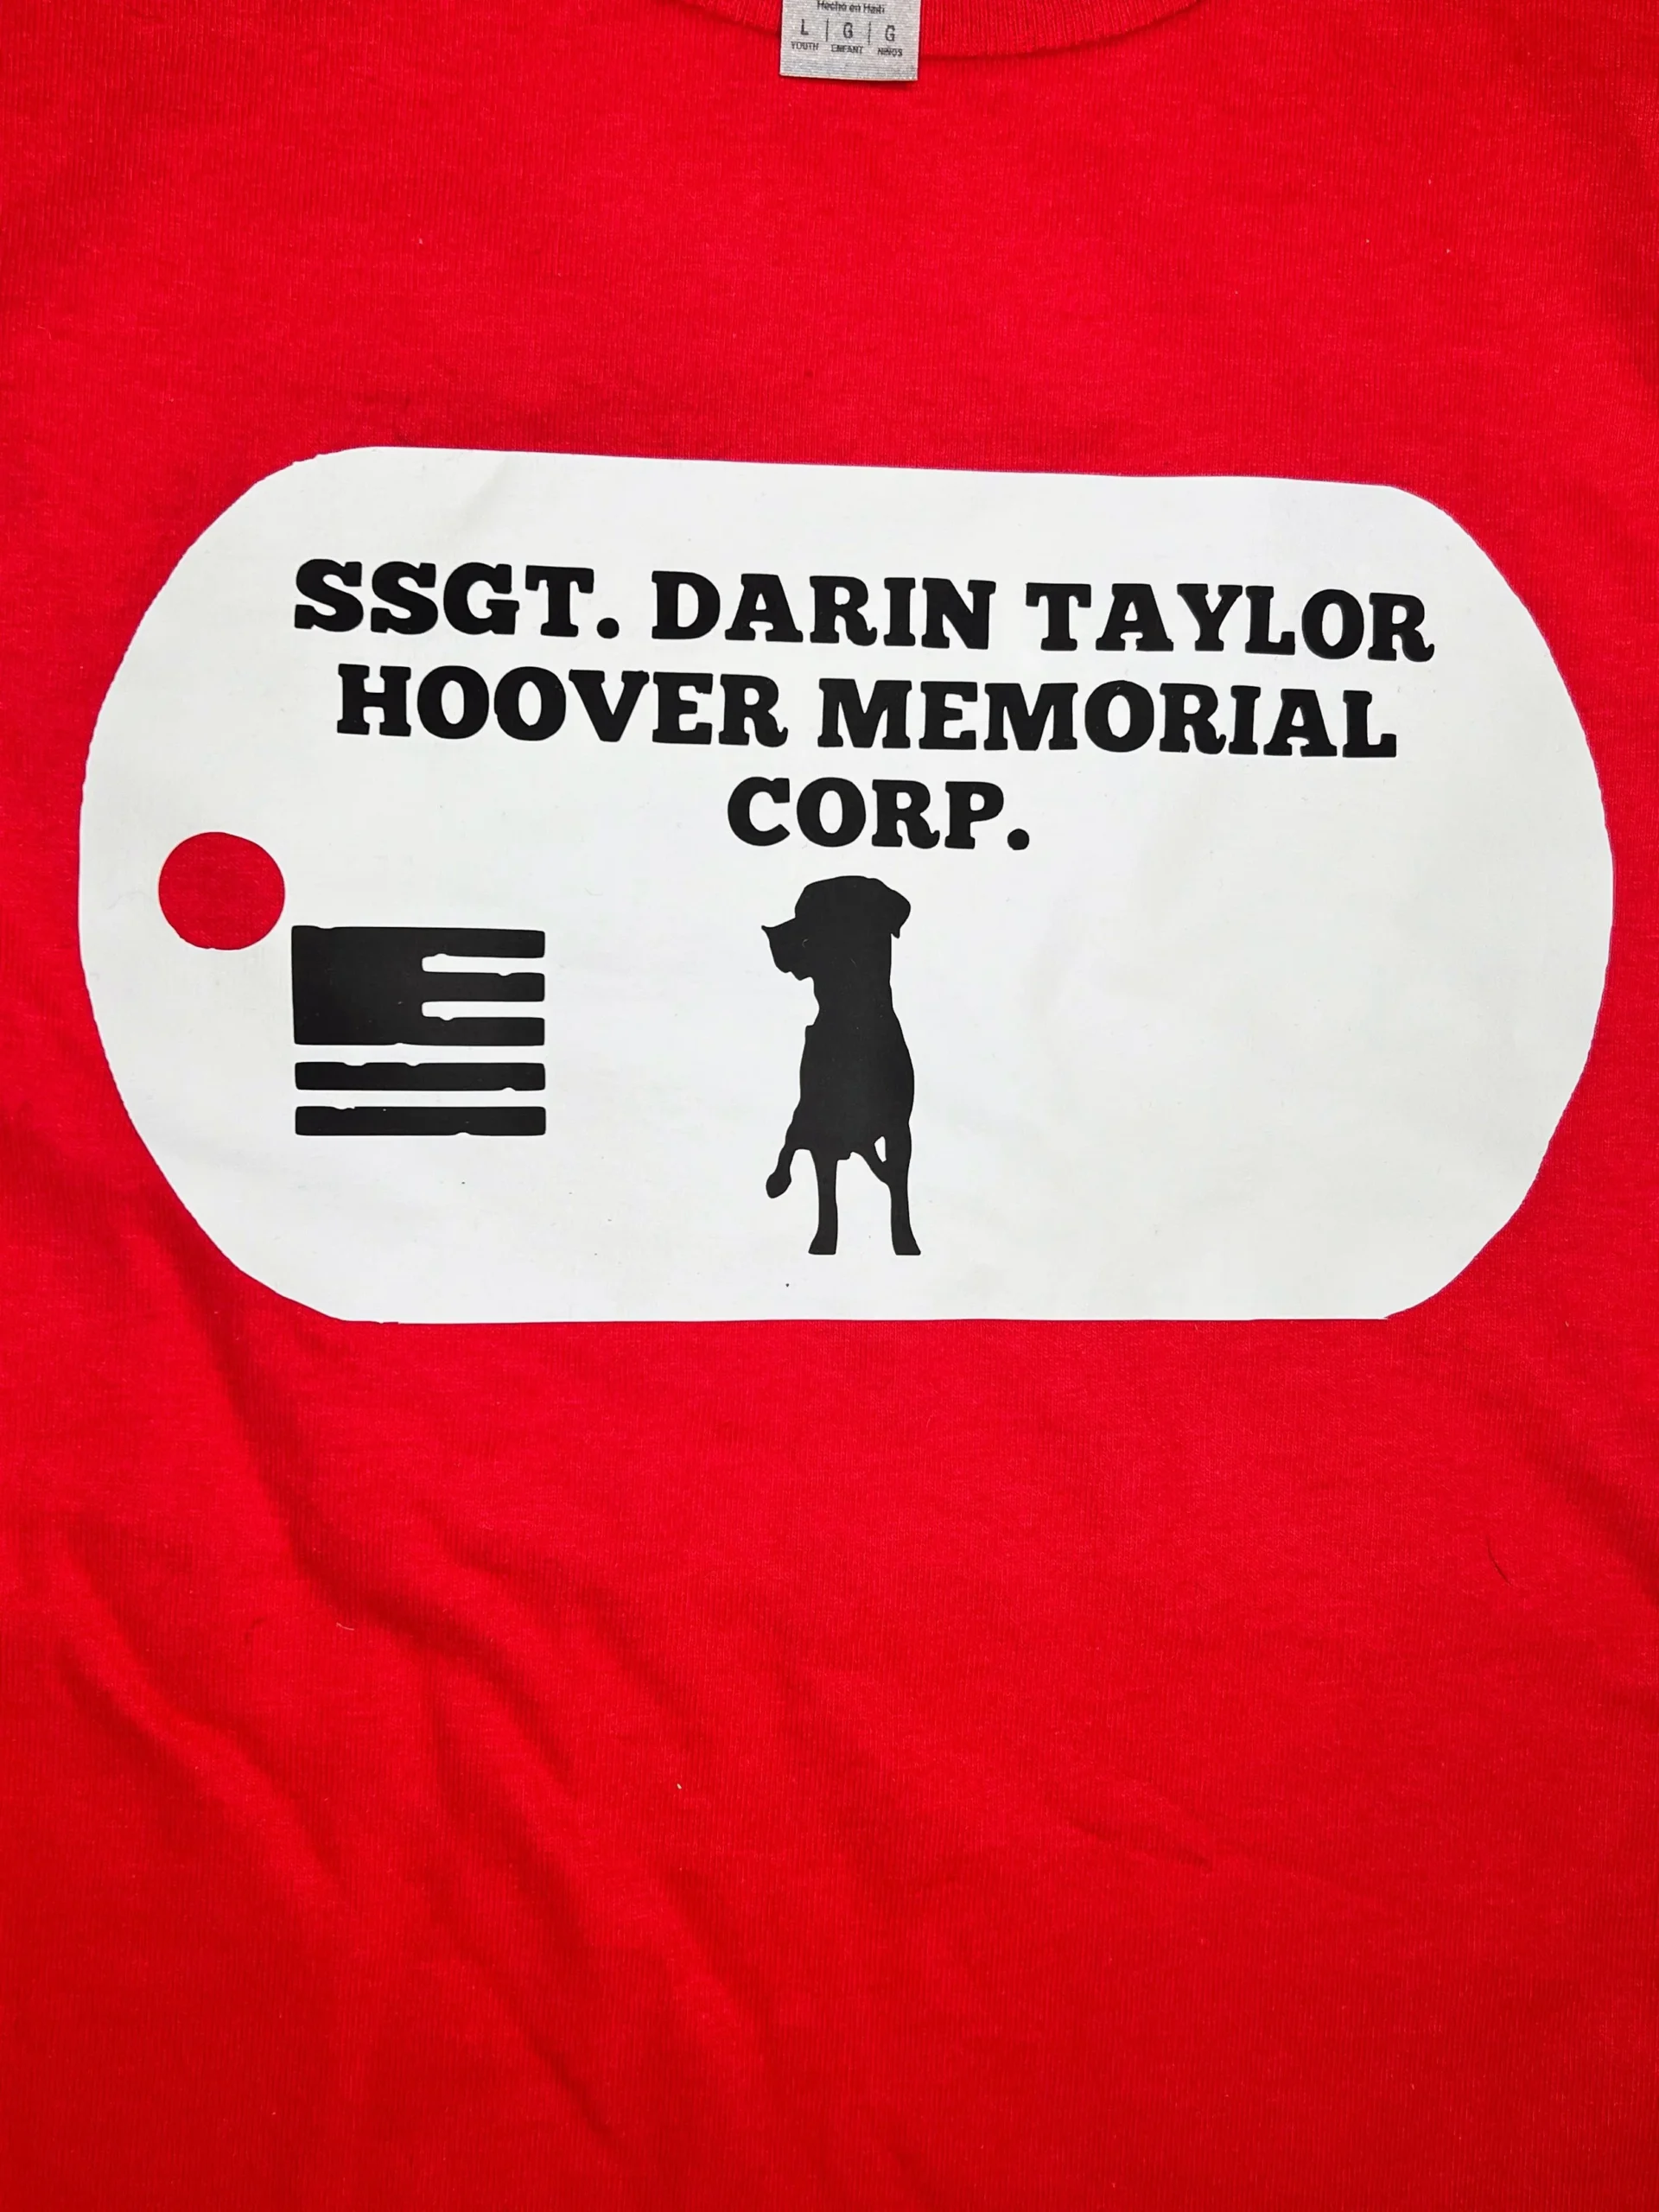 Hecho en Haiti
L | G | G
YOUTH ENFANT NIÑOS
SSGT. DARIN TAYLOR
HOOVER MEMORIAL
CORP.